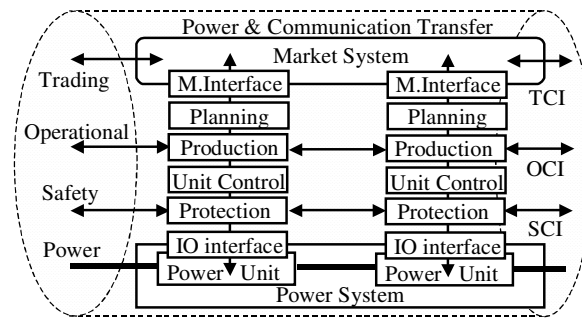 Power & Communication Transfer
Market System
Trading
M.Interface M.Interface
TCI
Planning Planning
Operational
Production Production
OCI
Unit Control Unit Control
Safety
Protection Protection
SCI
IO interface IO interface
Power
Power Unit Power Unit
Power System